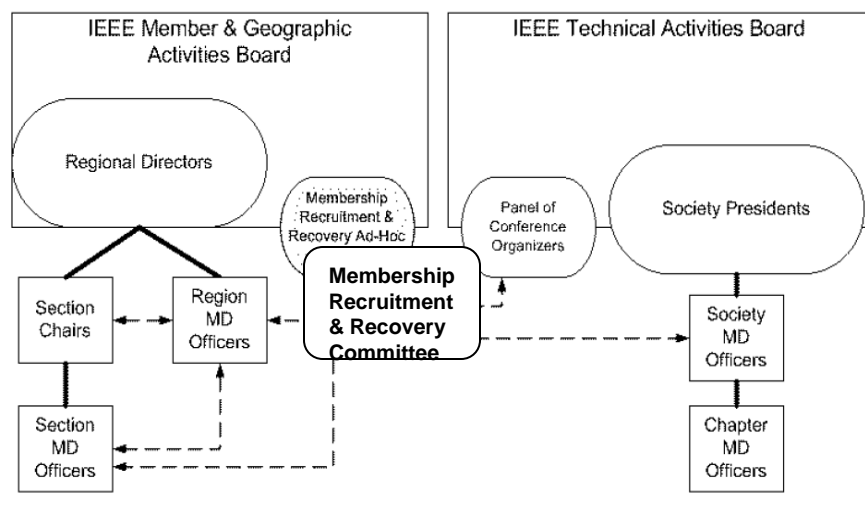 IEEE Member & Geographic
Activities Board
IEEE Technical Activities Board
Regional Directors
Membership
Recruitment &
Recovery Ad-Hoc
Panel of
Conference
Organizers
Society Presidents
Section
Chairs
Region
MD
Officers
Membership
Recruitment
& Recovery
Committee
Society
MD
Officers
Section
MD
Officers
Chapter
MD
Officers